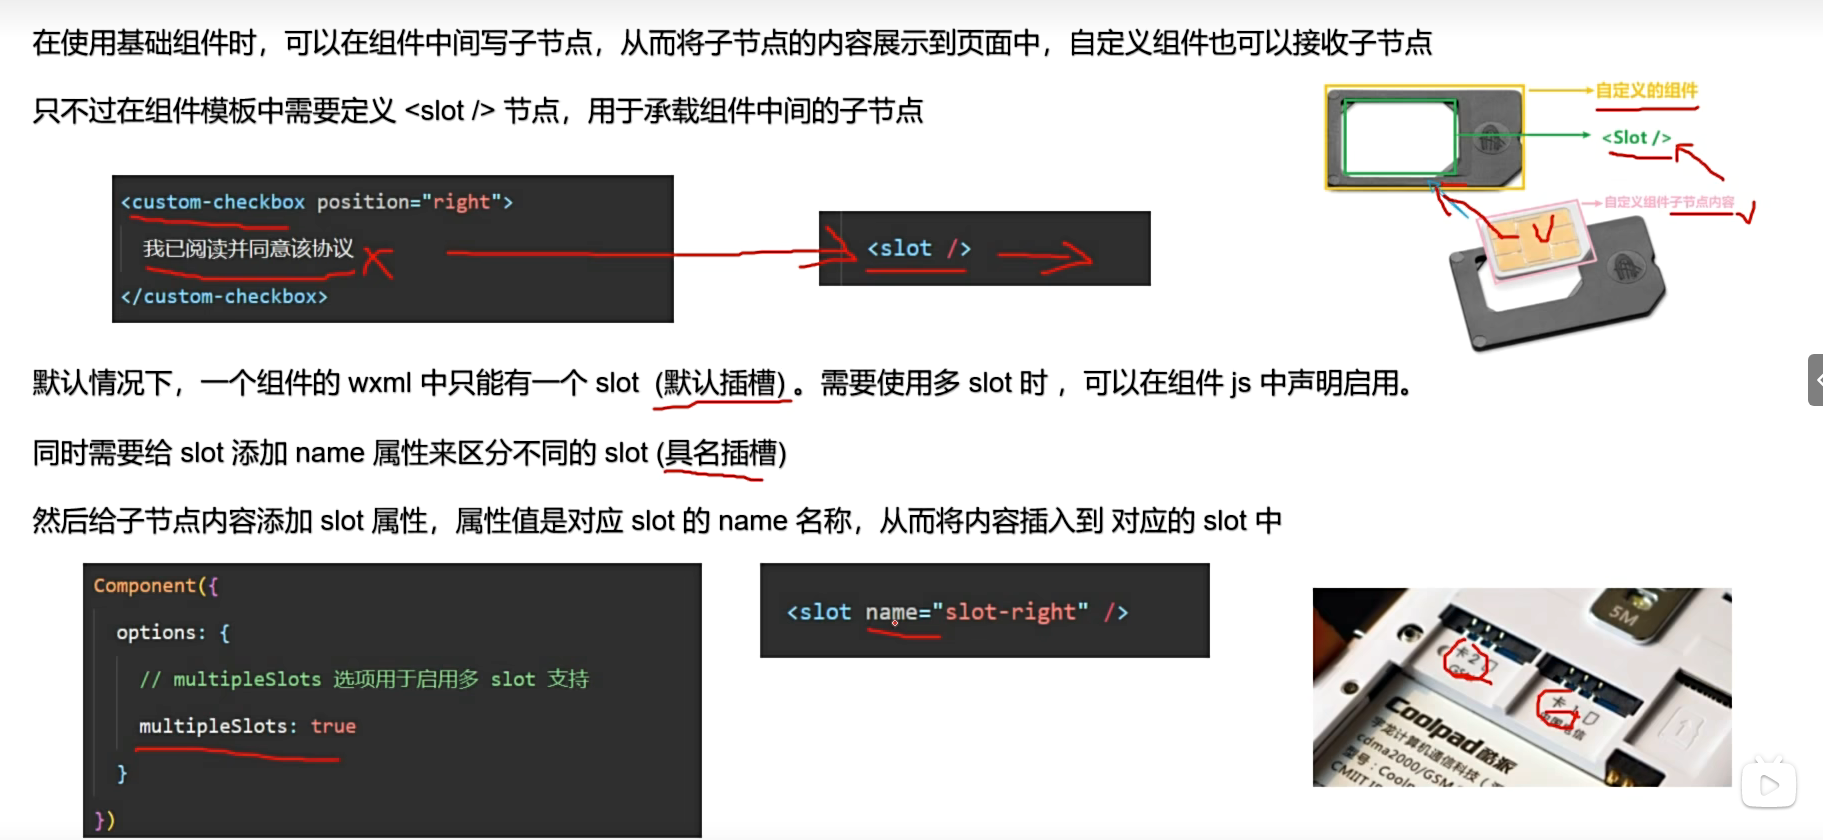 在使用基础组件时，可以在组件中间写子节点，从而将子节点的内容展示到页面中，自定义组件也可以接收子节点
只不过在组件模板中需要定义 <slot /> 节点，用于承载组件中间的子节点
自定义的组件
<Slot />
自定义组件子节点内容
<custom-checkbox position="right">
我已阅读并同意该协议
</custom-checkbox>
<slot />
默认情况下，一个组件的 wxml 中只能有一个 slot (默认插槽) 。需要使用多 slot 时 ，可以在组件 js 中声明启用。
同时需要给 slot 添加 name 属性来区分不同的 slot (具名插槽)
然后给子节点内容添加 slot 属性，属性值是对应 slot 的 name 名称，从而将内容插入到 对应的 slot 中
Component({
options: {
// multipleSlots 选项用于启用多 slot 支持
multipleSlots: true
}
})
<slot name="slot-right" />
5M
卡2
卡1
中国电信
Coolpad酷派
宇龙计算机通信科技（
cdma2000/GSM
型号：Cooln
CMIIT